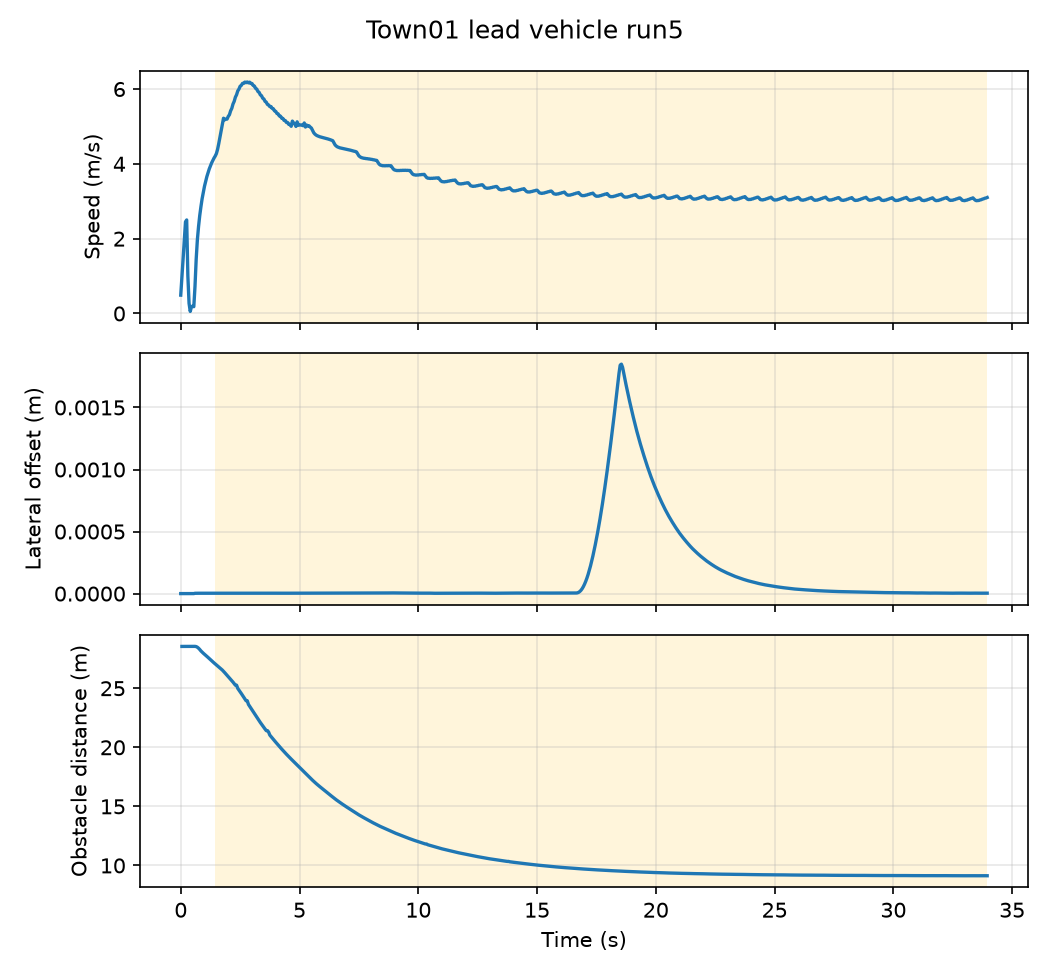 Town01 lead vehicle run5
Speed (m/s)
6
4
2
0
Lateral offset (m)
0.0015
0.0010
0.0005
0.0000
Obstacle distance (m)
25
20
15
10
0 5 10 15 20 25 30 35
Time (s)